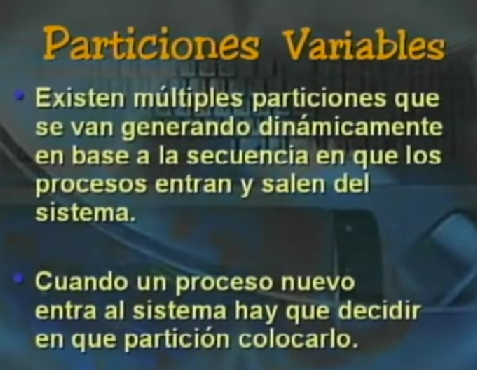 Particiones Variables
• Existen múltiples particiones que
se van generando dinámicamente
en base a la secuencia en que los
procesos entran y salen del
sistema.
• Cuando un proceso nuevo
entra al sistema hay que decidir
en que partición colocarlo.